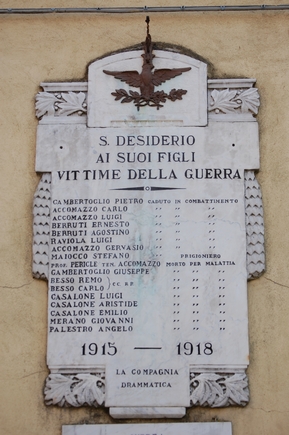 S. DESIDERIO
AI SUOI FIGLI
VITTIME DELLA GUERRA
GAMBERTOGLIO PIETRO CADUTO IN COMBATTIMENTO
ACCOMAZZO CARLO " " "
ACCOMAZZO LUIGI " " "
BERRUTI ERNESTO " " "
BERRUTI AGOSTINO " " "
RAVIOLA LUIGI " " "
ACCOMAZZO GERVASIO " " "
MAIOCCO STEFANO " " PRIGIONIERO
PROF. PERICLE TEN. ACCOMAZZO MORTO PER MALATTIA
GAMBERTOGLIO GIUSEPPE " " "
BESSO REMO " " "
BESSO CARLO " " "
CASALONE LUIGI " " "
CASALONE ARISTIDE " " "
CASALONE EMILIO " " "
MERANO GIOVANNI " " "
PALESTRO ANGELO " " "
1915 — 1918
LA COMPAGNIA
DRAMMATICA